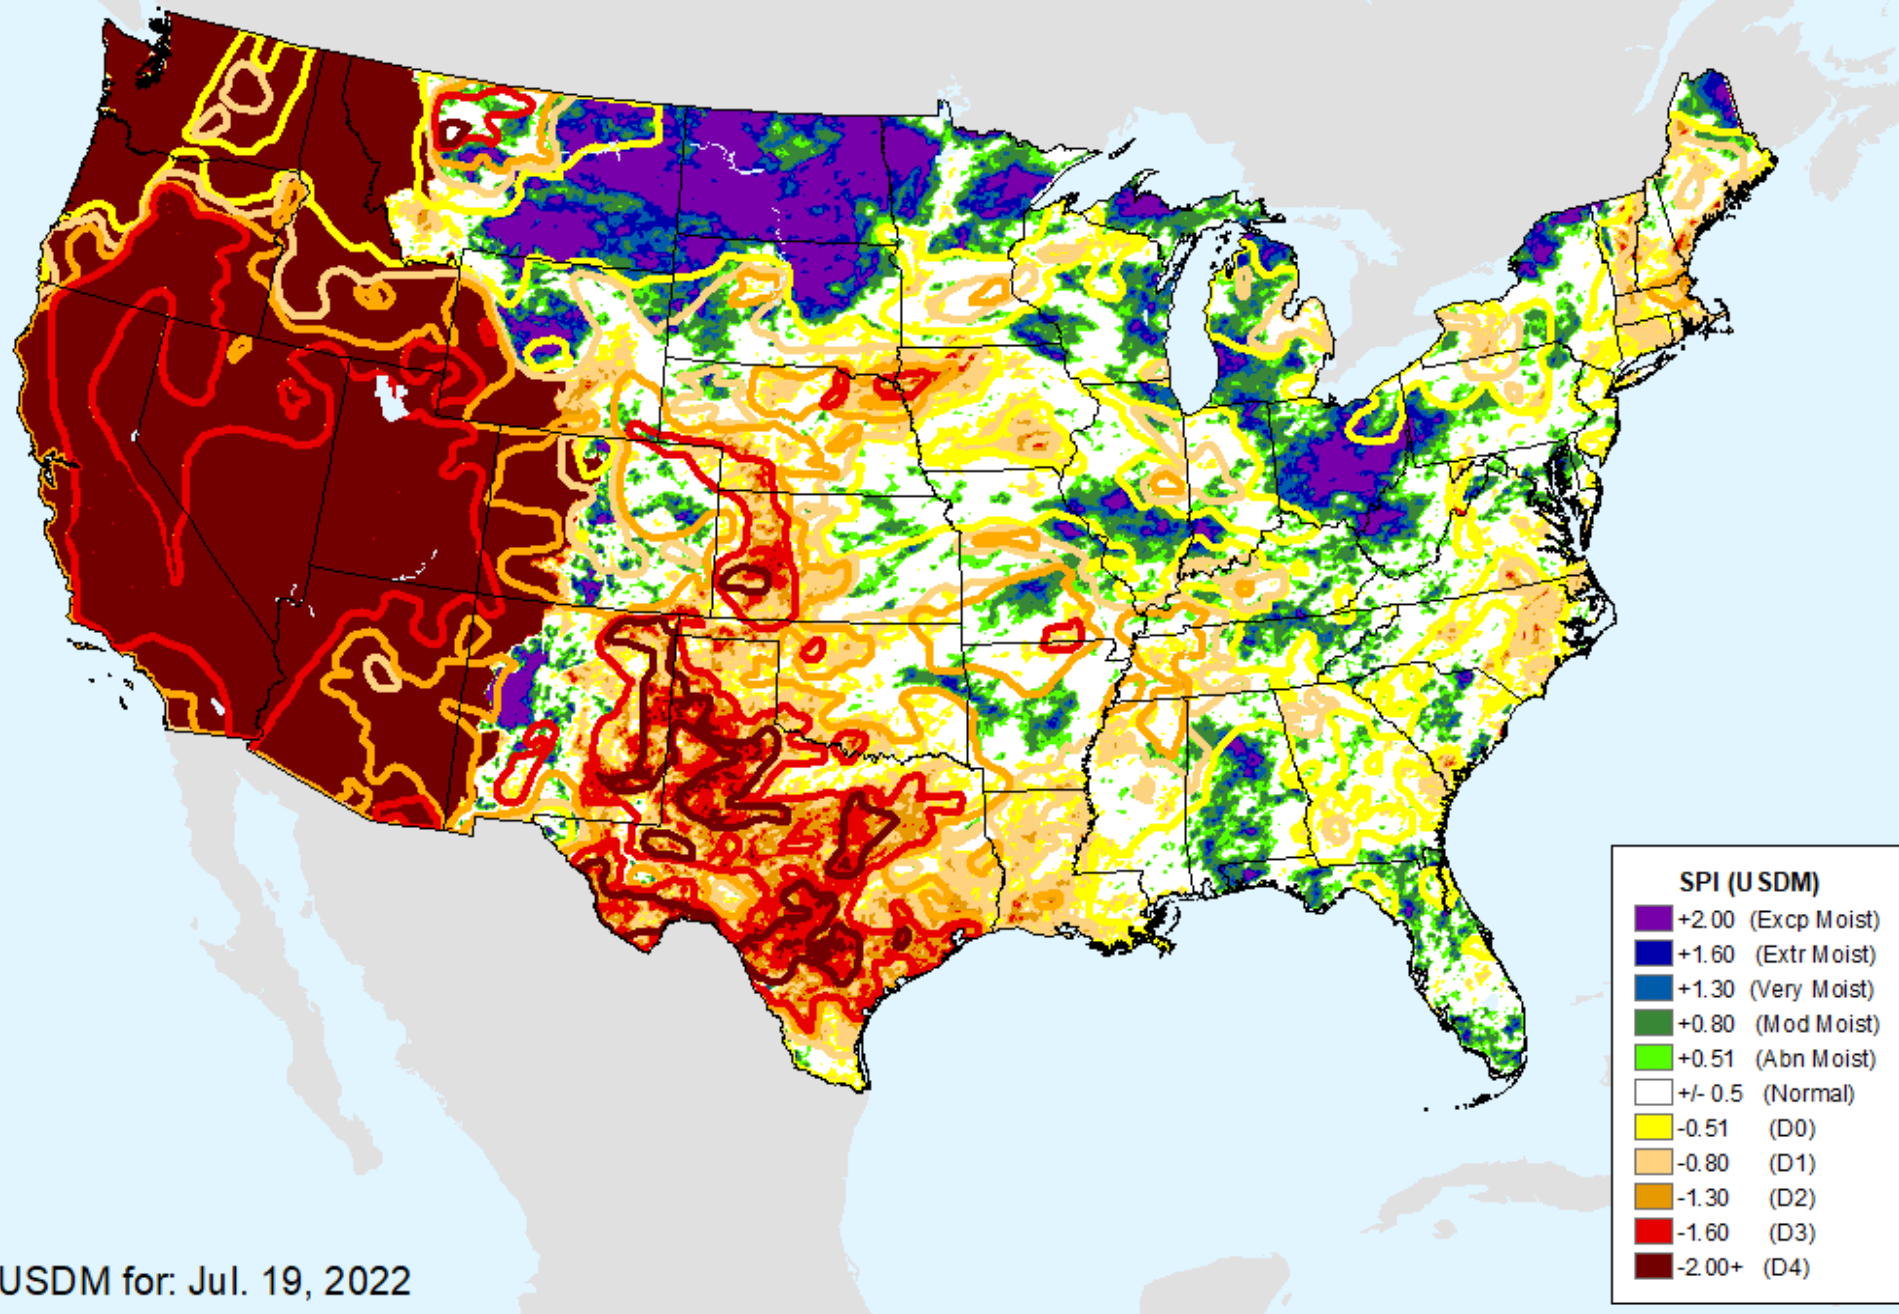 SPI (USDM)
+2.00 (Excp Moist)
+1.60 (Extr Moist)
+1.30 (Very Moist)
+0.80 (Mod Moist)
+0.51 (Abn Moist)
+/- 0.5 (Normal)
-0.51 (D0)
-0.80 (D1)
-1.30 (D2)
-1.60 (D3)
-2.00+ (D4)
USDM for: Jul. 19, 2022